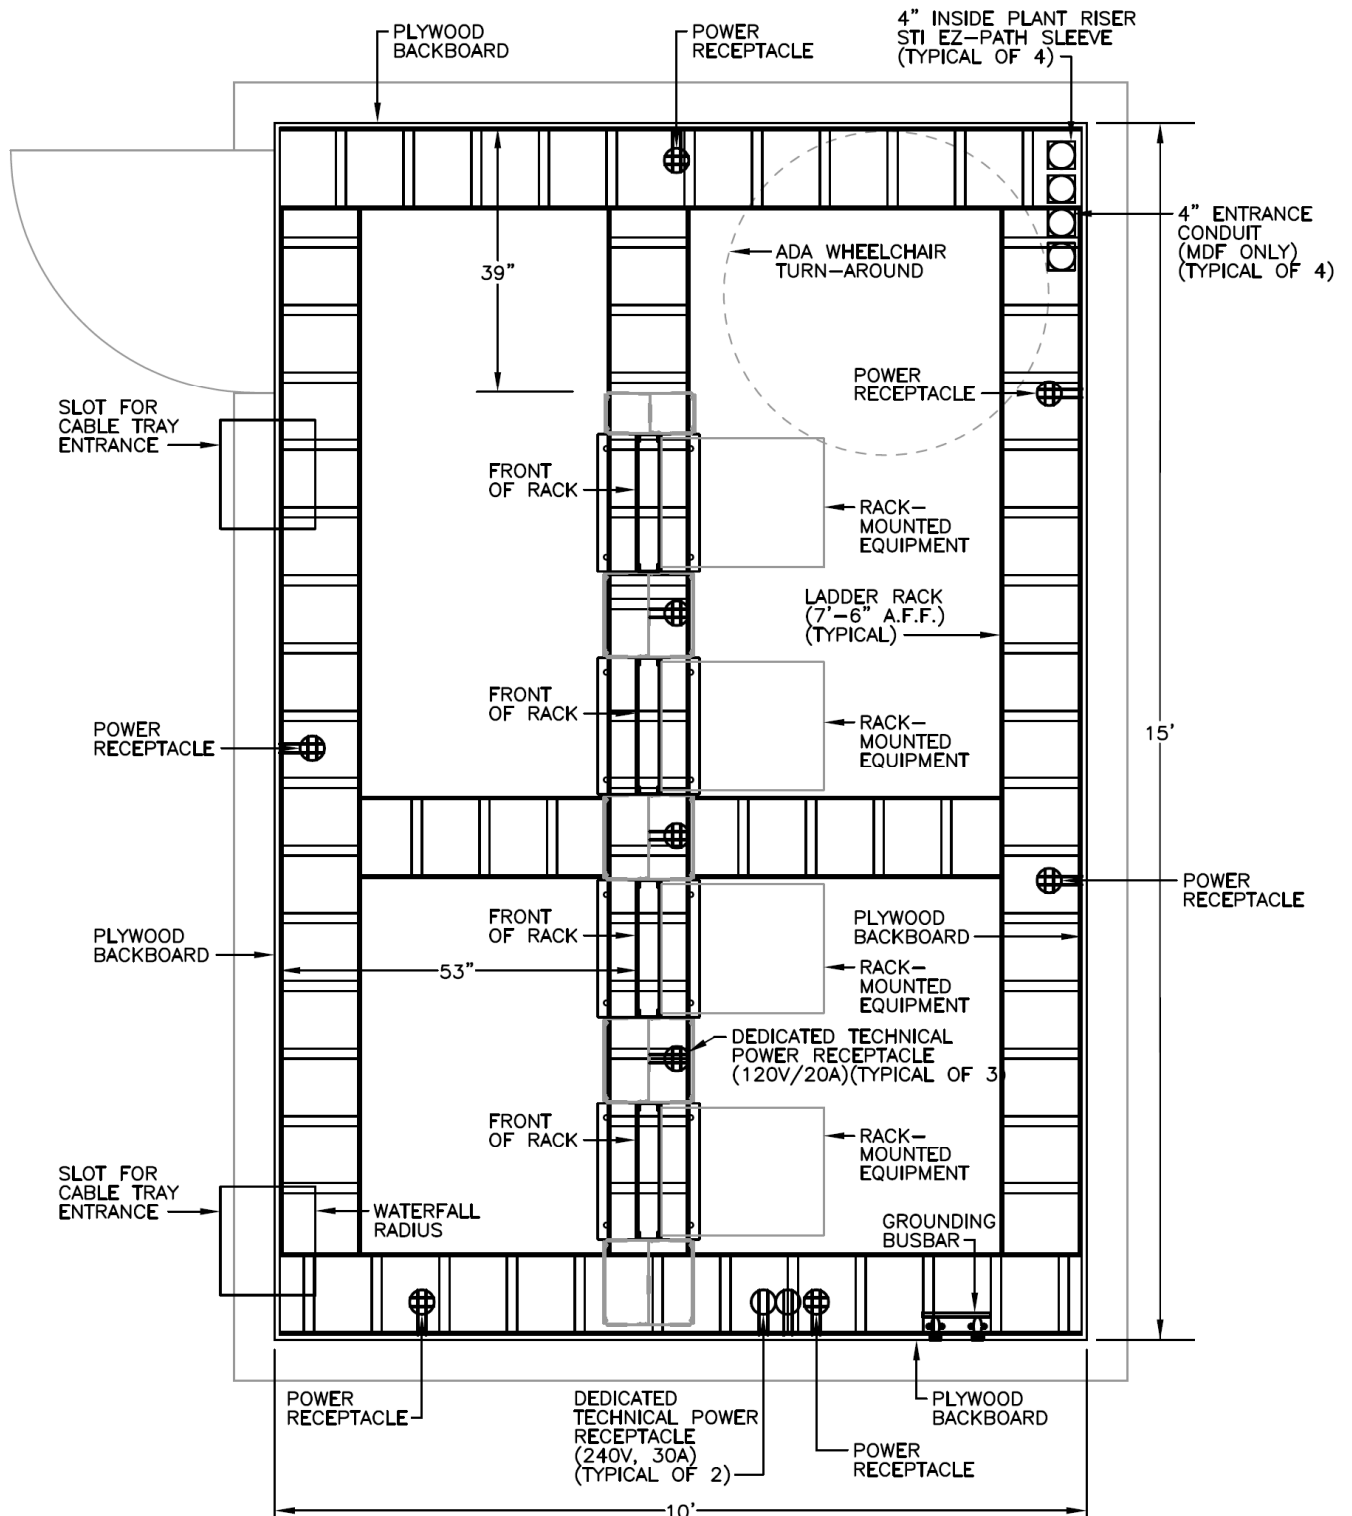 PLYWOOD
BACKBOARD
POWER
RECEPTACLE
4” INSIDE PLANT RISER
STI EZ–PATH SLEEVE
(TYPICAL OF 4)
4” ENTRANCE
CONDUIT
(MDF ONLY)
(TYPICAL OF 4)
ADA WHEELCHAIR
TURN–AROUND
39”
POWER
RECEPTACLE
SLOT FOR
CABLE TRAY
ENTRANCE
FRONT
OF RACK
RACK–
MOUNTED
EQUIPMENT
LADDER RACK
(7’–6” A.F.F.)
(TYPICAL)
FRONT
OF RACK
RACK–
MOUNTED
EQUIPMENT
POWER
RECEPTACLE
15’
POWER
RECEPTACLE
PLYWOOD
BACKBOARD
FRONT
OF RACK
PLYWOOD
BACKBOARD
53”
RACK–
MOUNTED
EQUIPMENT
DEDICATED TECHNICAL
POWER RECEPTACLE
(120V/20A)(TYPICAL OF 3)
FRONT
OF RACK
RACK–
MOUNTED
EQUIPMENT
SLOT FOR
CABLE TRAY
ENTRANCE
WATERFALL
RADIUS
GROUNDING
BUSBAR
POWER
RECEPTACLE
DEDICATED
TECHNICAL POWER
RECEPTACLE
(240V, 30A)
(TYPICAL OF 2)
PLYWOOD
BACKBOARD
POWER
RECEPTACLE
10’